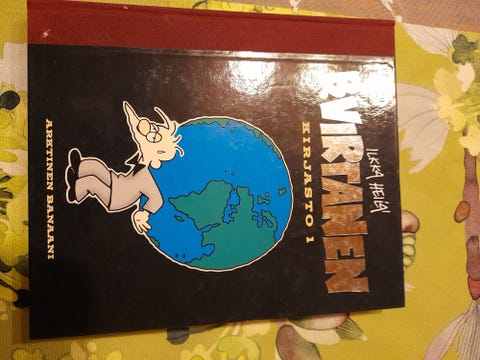 ILKKA HEILÄ
B.VIRTANEN
KIRJASTO 1
ARKTINEN BANAANI